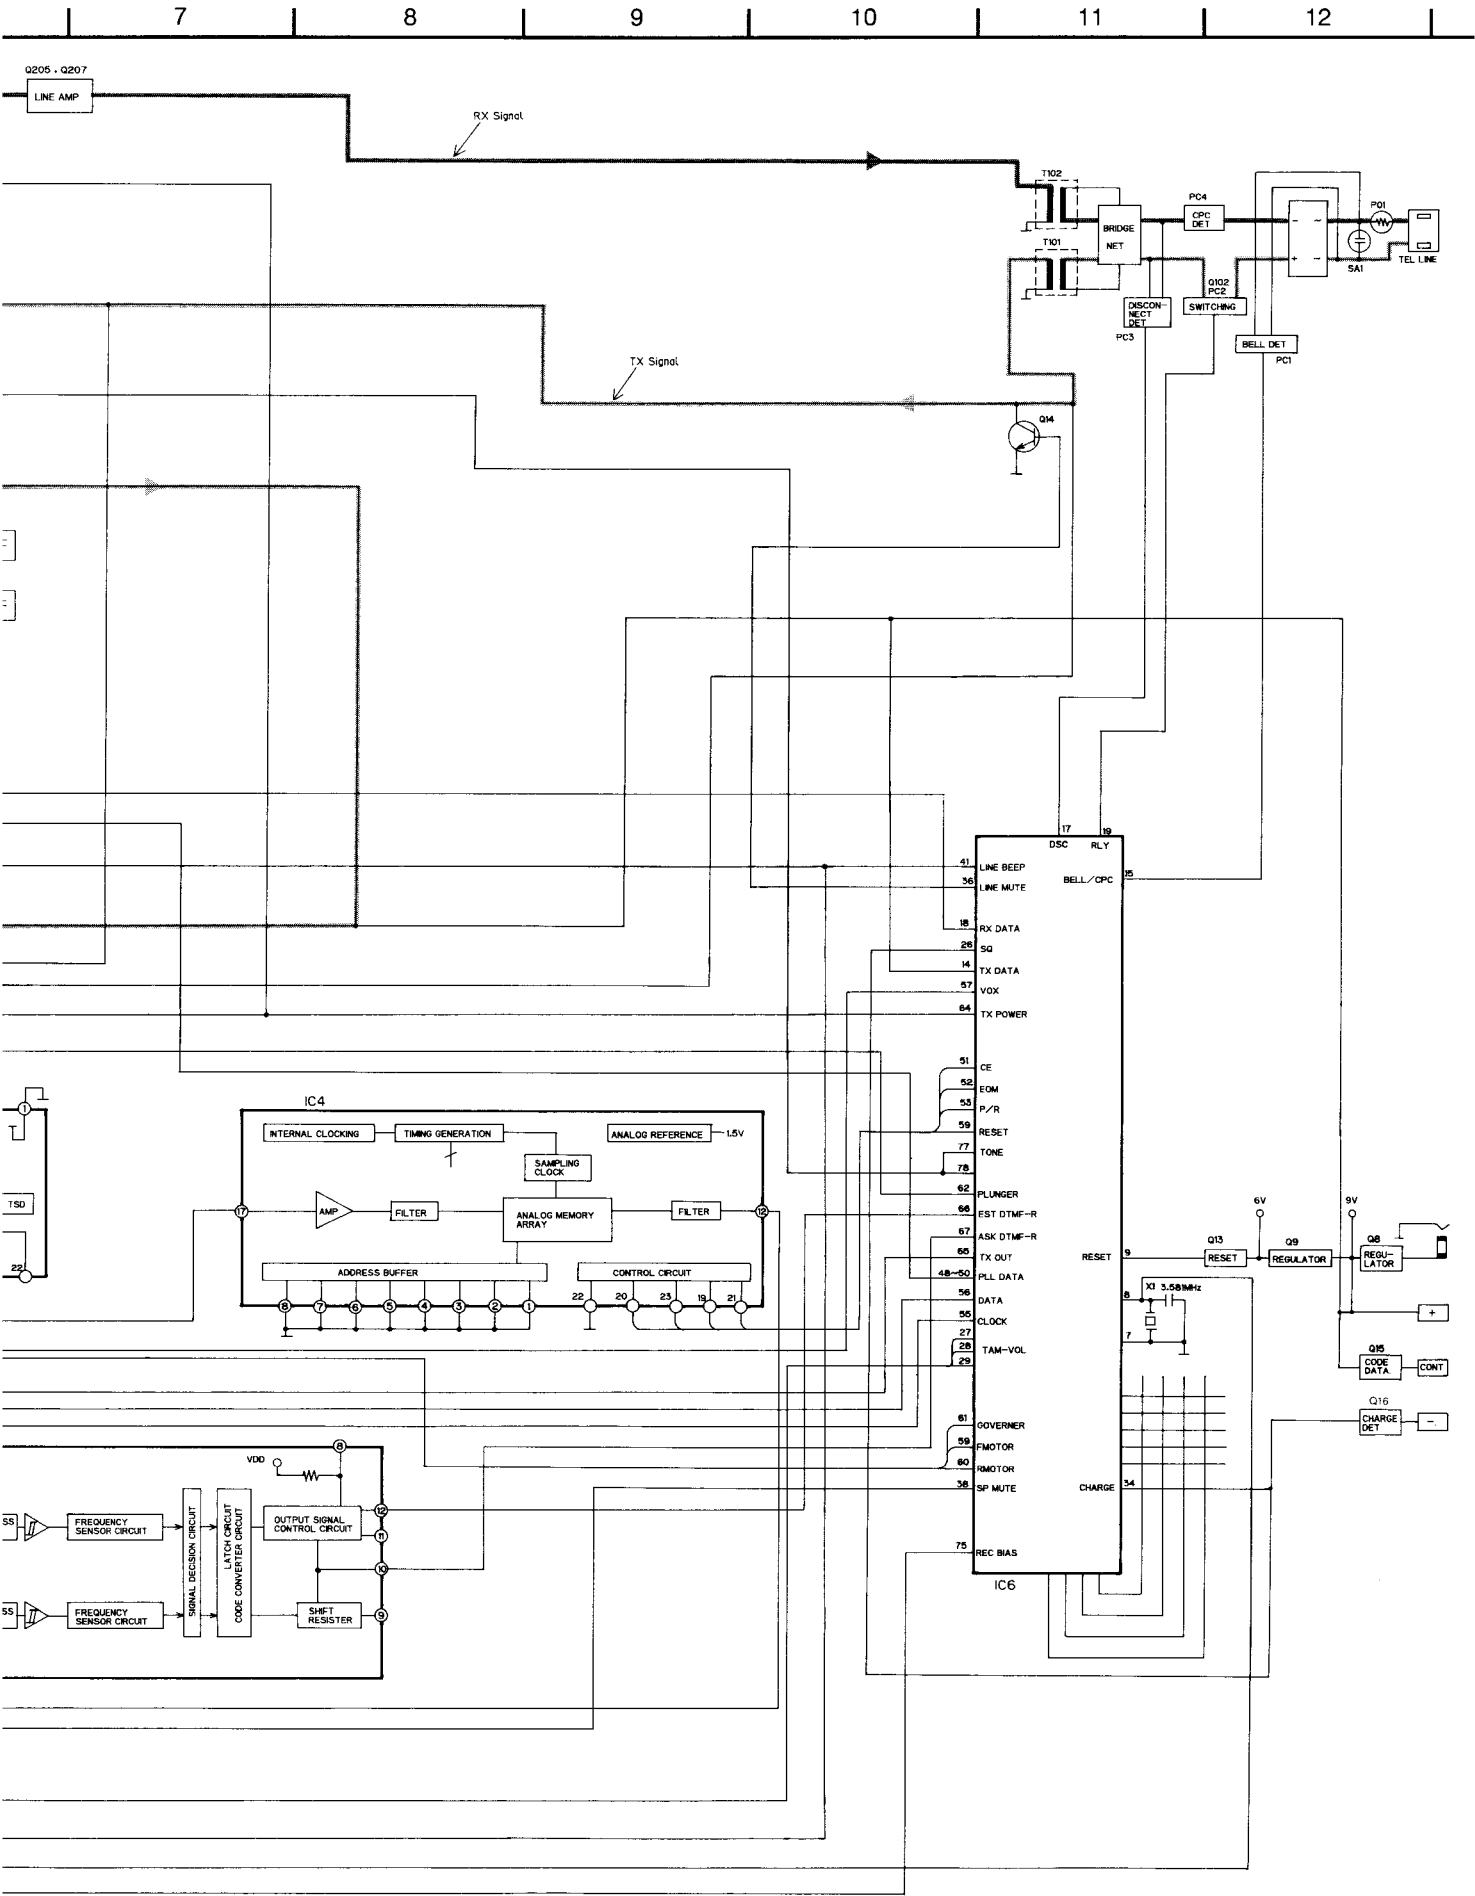 7 8 9 10 11 12
Q205 . Q207
LINE AMP
RX Signal
T102
BRIDGE
NET
PC4
CPC
DET
P01
SA1
TEL LINE
T101
Q102
PC2
SWITCHING
DISCON-
NECT
DET
PC3
BELL DET
PC1
TX Signal
Q14
17 19
DSC RLY
41 LINE BEEP
36 LINE MUTE
BELL/CPC 15
18 RX DATA
26 SQ
14 TX DATA
57 VOX
64 TX POWER
51 CE
52 EOM
53 P/R
59 RESET
77 TONE
78
62 PLUNGER
66 EST DTMF-R
67 ASK DTMF-R
65 TX OUT
48~50 PLL DATA
56 DATA
55 CLOCK
27
28 TAM-VOL
29
61 GOVERNER
59 FMOTOR
60 RMOTOR
38 SP MUTE
75 REC BIAS
IC6
RESET 9
8
7
CHARGE 34
X1 3.581MHz
6V
9V
Q13
RESET
Q9
REGULATOR
Q8
REGU-
LATOR
+
Q15
CODE
DATA.
CONT
Q16
CHARGE
DET
-
1
TSD
22
IC4
INTERNAL CLOCKING
TIMING GENERATION
ANALOG REFERENCE
1.5V
SAMPLING
CLOCK
17
AMP
FILTER
ANALOG MEMORY
ARRAY
FILTER
12
ADDRESS BUFFER
CONTROL CIRCUIT
8 7 6 5 4 3 2 1 22 20 23 19 21
8
VDD
12
11
10
9
SS
FREQUENCY
SENSOR CIRCUIT
SIGNAL DECISION CIRCUIT
LATCH CIRCUIT
CODE CONVERTER CIRCUIT
OUTPUT SIGNAL
CONTROL CIRCUIT
SS
FREQUENCY
SENSOR CIRCUIT
SHIFT
RESISTER